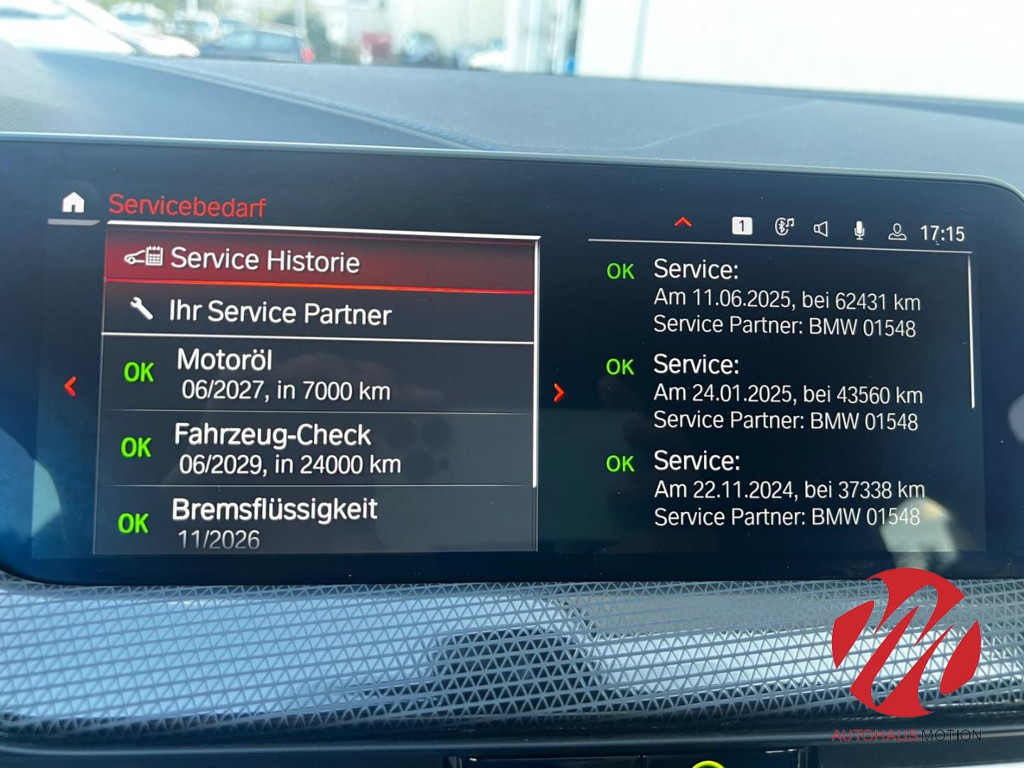 Servicebedarf
1
17:15
Service Historie
Ihr Service Partner
OK
Motoröl
06/2027, in 7000 km
OK
Fahrzeug-Check
06/2029, in 24000 km
OK
Bremsflüssigkeit
11/2026
OK
Service:
Am 11.06.2025, bei 62431 km
Service Partner: BMW 01548
OK
Service:
Am 24.01.2025, bei 43560 km
Service Partner: BMW 01548
OK
Service:
Am 22.11.2024, bei 37338 km
Service Partner: BMW 01548
AUTOHAUS MOTION